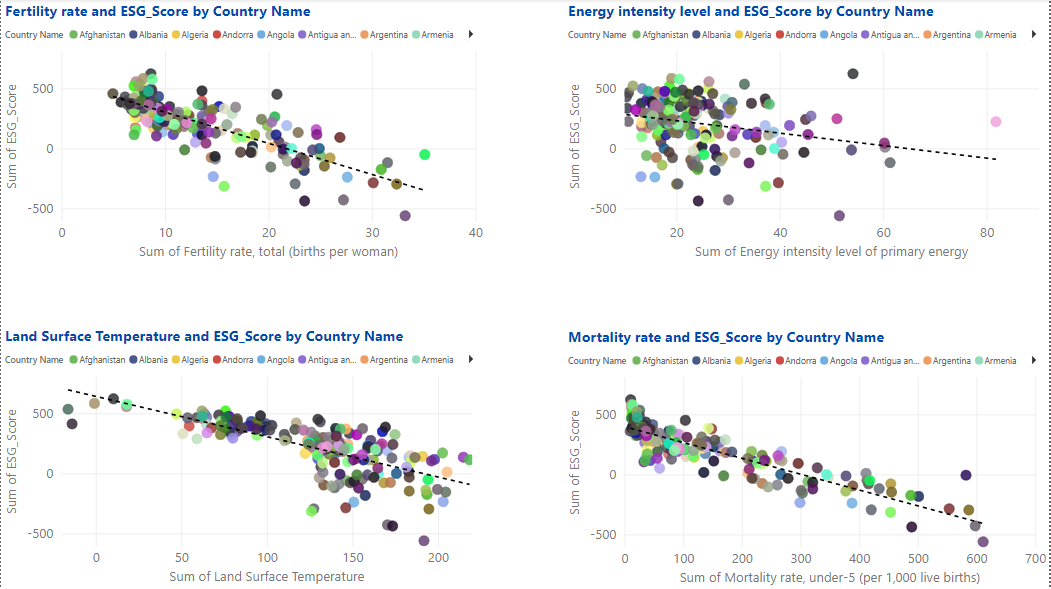 Fertility rate and ESG_Score by Country Name
Country Name Afghanistan Albania Algeria Andorra Angola Antigua an... Argentina Armenia
Sum of ESG_Score
500
0
-500
0 10 20 30 40
Sum of Fertility rate, total (births per woman)
Energy intensity level and ESG_Score by Country Name
Country Name Afghanistan Albania Algeria Andorra Angola Antigua an... Argentina Armenia
Sum of ESG_Score
500
0
-500
20 40 60 80
Sum of Energy intensity level of primary energy
Land Surface Temperature and ESG_Score by Country Name
Country Name Afghanistan Albania Algeria Andorra Angola Antigua an... Argentina Armenia
Sum of ESG_Score
500
0
-500
0 50 100 150 200
Sum of Land Surface Temperature
Mortality rate and ESG_Score by Country Name
Country Name Afghanistan Albania Algeria Andorra Angola Antigua an... Argentina Armenia
Sum of ESG_Score
500
0
-500
0 100 200 300 400 500 600 700
Sum of Mortality rate, under-5 (per 1,000 live births)